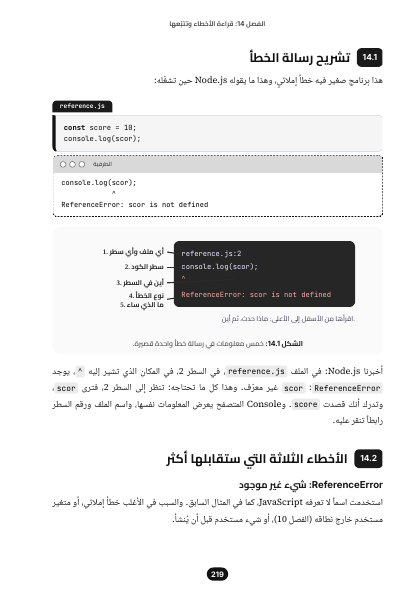 الفصل 14: قراءة الأخطاء وتتبّعها
14.1 تشريح رسالة الخطأ
هذا برنامج صغير فيه خطأ إملائي، وهذا ما يقوله Node.js حين تشغّله:
reference.js
const score = 10;
console.log(scor);
الطرفية
console.log(scor);
^
ReferenceError: scor is not defined
1. أي ملف وأي سطر
2. سطر الكود
3. أين في السطر
4. نوع الخطأ
5. ما الذي ساء
reference.js:2
console.log(scor);
^
ReferenceError: scor is not defined
اقرأها من الأسفل إلى الأعلى: ماذا حدث، ثم أين.
الشكل 14.1: خمس معلومات في رسالة خطأ واحدة قصيرة.
أخبرنا Node.js: في الملف reference.js، في السطر 2، في المكان الذي تشير إليه ^، يوجد
ReferenceError: scor غير معرّف. وهذا كل ما تحتاجه: تنظر إلى السطر 2، فترى scor،
وتدرك أنك قصدت score. وConsole المتصفح يعرض المعلومات نفسها، واسم الملف ورقم السطر
رابطاً تنقر عليه.
14.2 الأخطاء الثلاثة التي ستقابلها أكثر
ReferenceError: شيء غير موجود
استخدمت اسماً لا تعرفه JavaScript، كما في المثال السابق. والسبب في الأغلب خطأ إملائي، أو متغير
مستخدم خارج نطاقه (الفصل 10)، أو شيء مستخدم قبل أن يُنشأ.
219